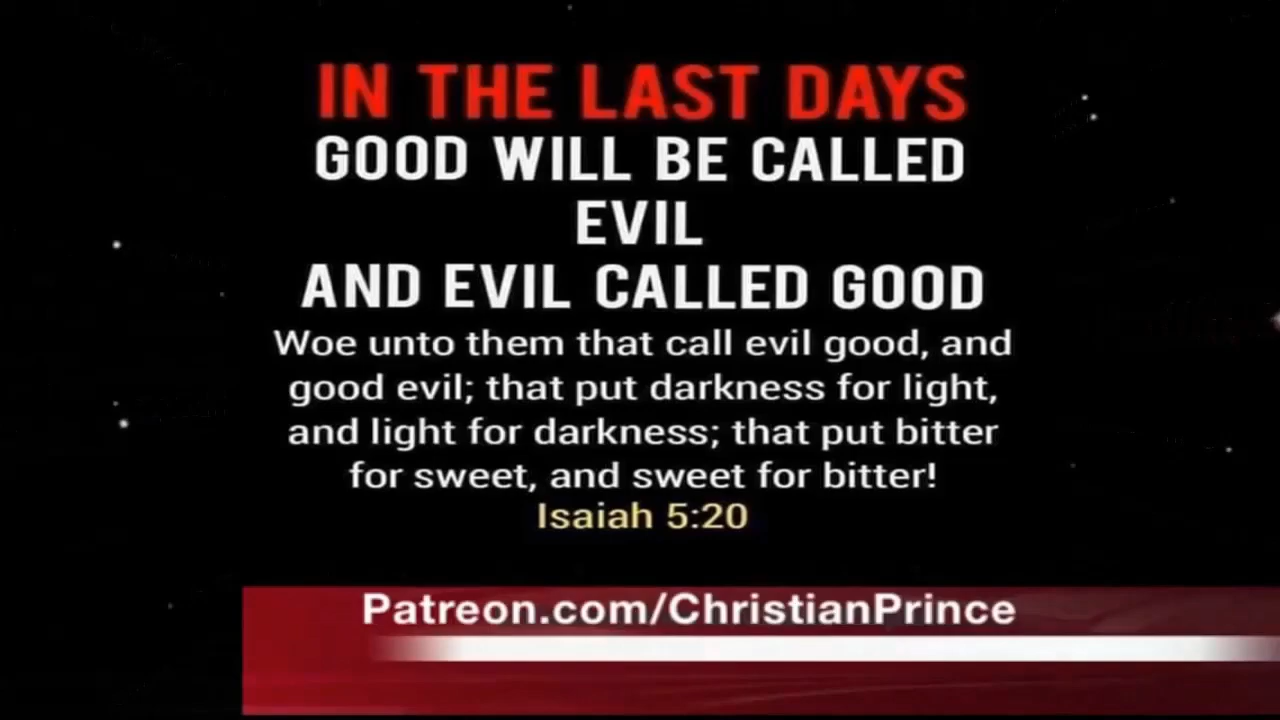 IN THE LAST DAYS
GOOD WILL BE CALLED
EVIL
AND EVIL CALLED GOOD
Woe unto them that call evil good, and
good evil; that put darkness for light,
and light for darkness; that put bitter
for sweet, and sweet for bitter!
Isaiah 5:20
Patreon.com/ChristianPrince